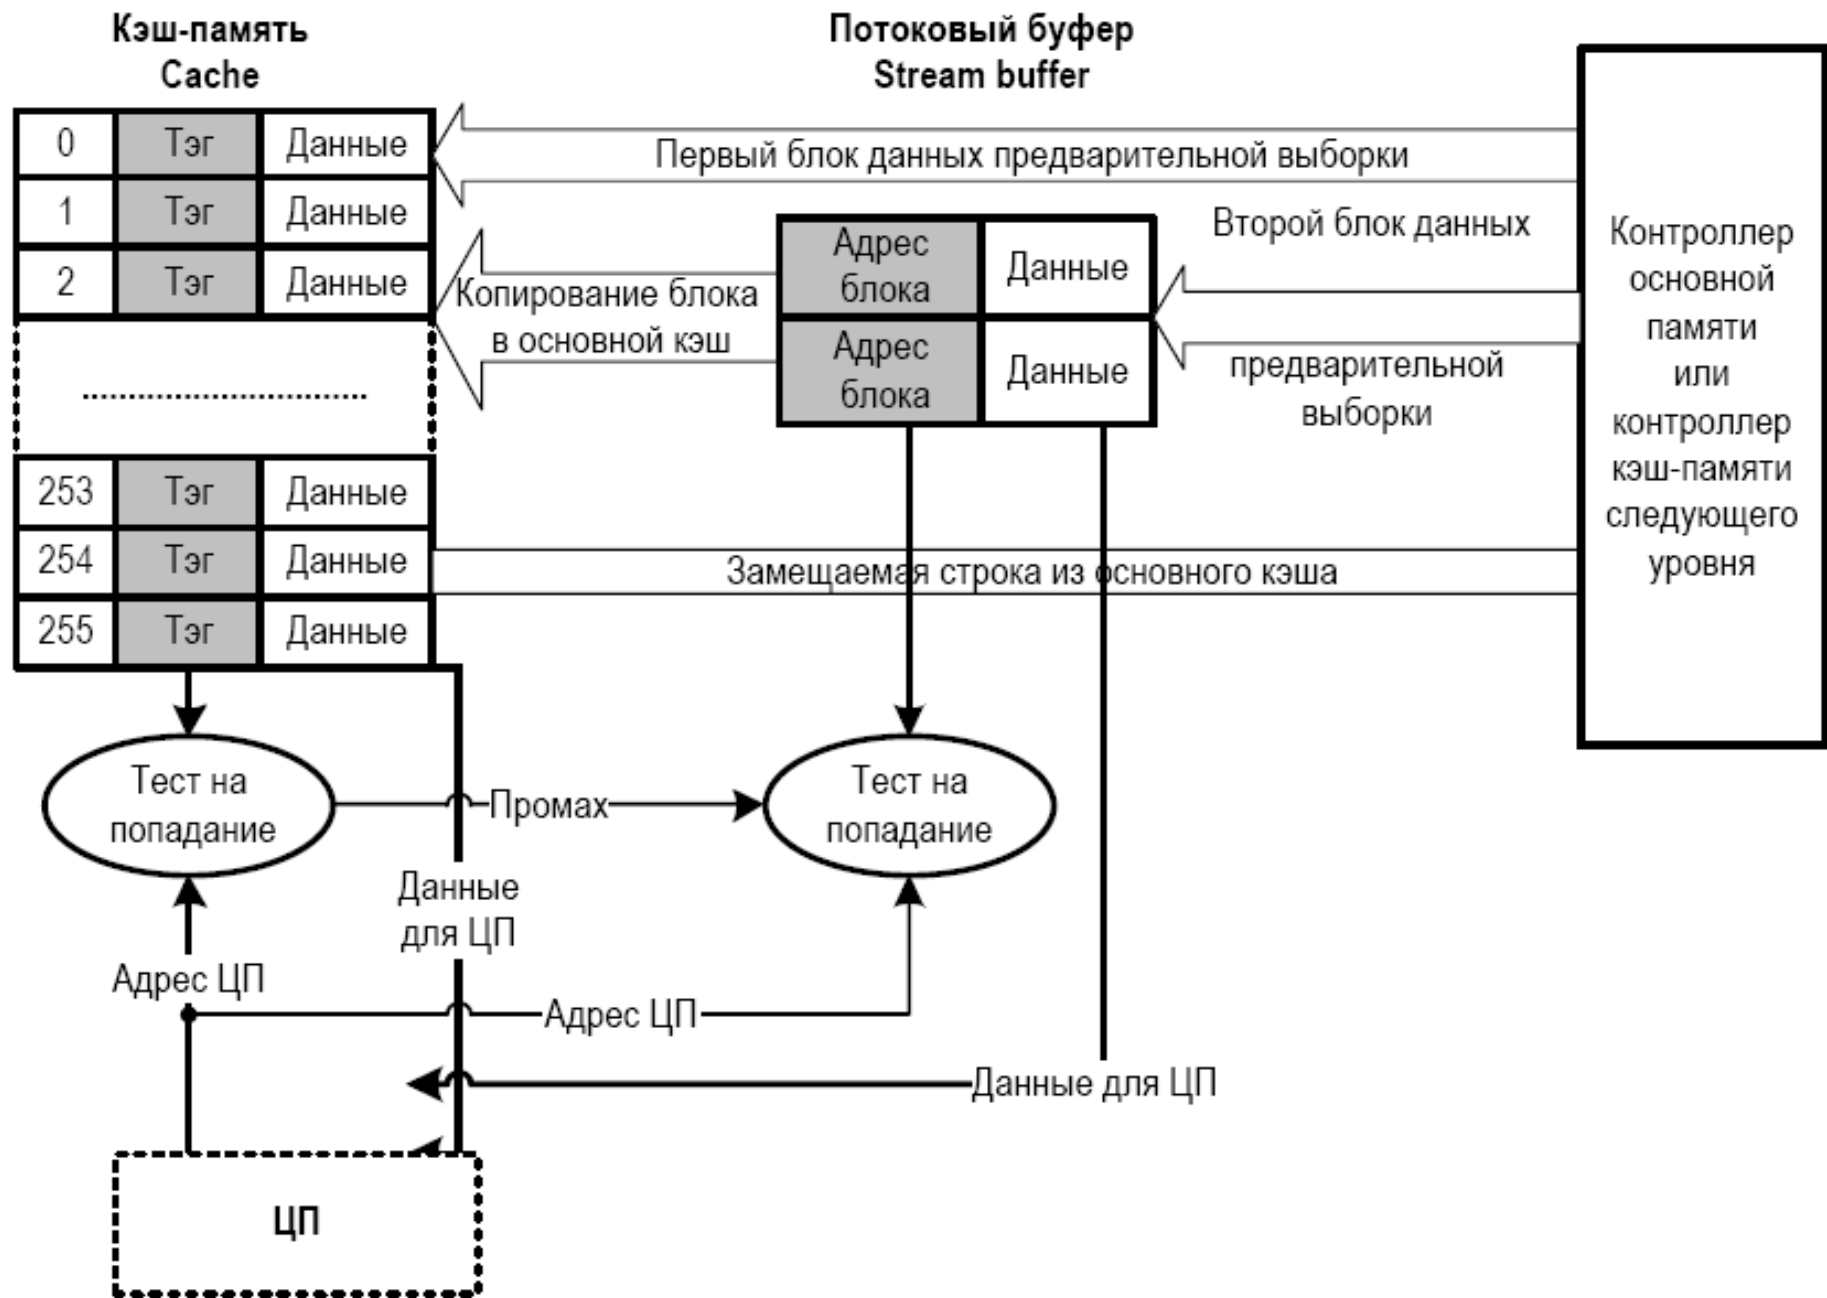 Кэш-память
Cache
Потоковый буфер
Stream buffer
0 Тэг Данные
1 Тэг Данные
2 Тэг Данные
................................
253 Тэг Данные
254 Тэг Данные
255 Тэг Данные
Первый блок данных предварительной выборки
Второй блок данных
предварительной
выборки
Адрес
блока
Данные
Адрес
блока
Данные
Копирование блока
в основной кэш
Контроллер
основной
памяти
или
контроллер
кэш-памяти
следующего
уровня
Замещаемая строка из основного кэша
Тест на
попадание
Промах
Тест на
попадание
Данные
для ЦП
Адрес ЦП
Адрес ЦП
Данные для ЦП
ЦП